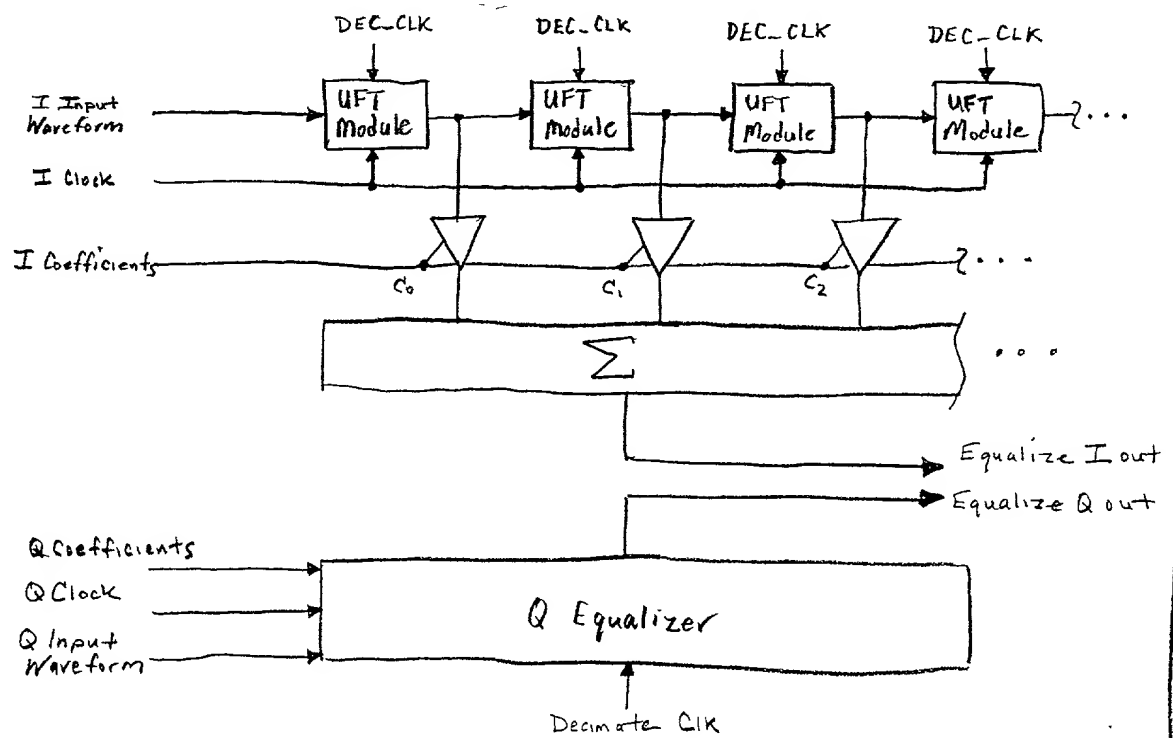 DEC_CLK
DEC_CLK
DEC_CLK
DEC_CLK
I Input
Waveform
UFT
Module
UFT
Module
UFT
Module
UFT
Module
...
I Clock
I Coefficients
C0
C1
C2
...
Σ
...
Equalize I out
Equalize Q out
Q Coefficients
Q Clock
Q Input
Waveform
Q Equalizer
Decimate Clk